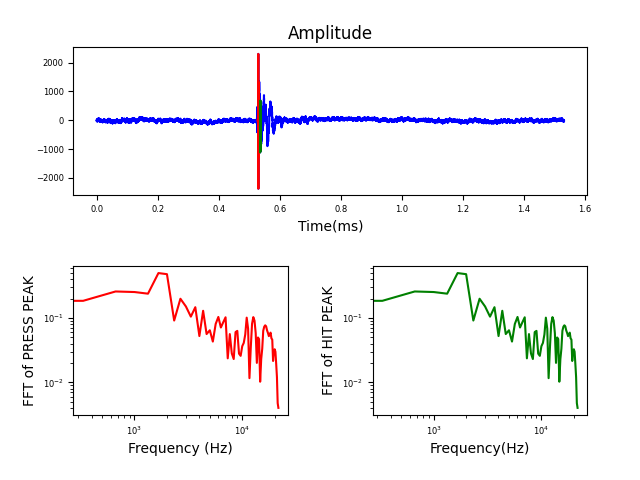 Amplitude
2000
1000
0
−1000
−2000
0.0 0.2 0.4 0.6 0.8 1.0 1.2 1.4 1.6
Time(ms)
FFT of PRESS PEAK
10⁻¹
10⁻²
10³ 10⁴
Frequency (Hz)
FFT of HIT PEAK
10⁻¹
10⁻²
10³ 10⁴
Frequency(Hz)